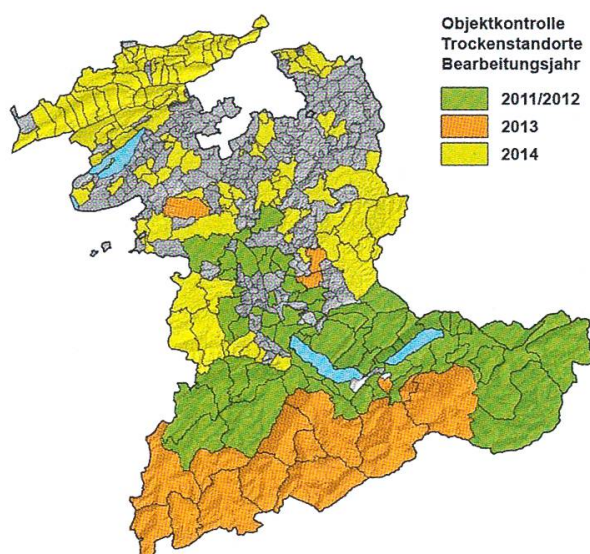 Objektkontrolle
Trockenstandorte
Bearbeitungsjahr
2011/2012
2013
2014